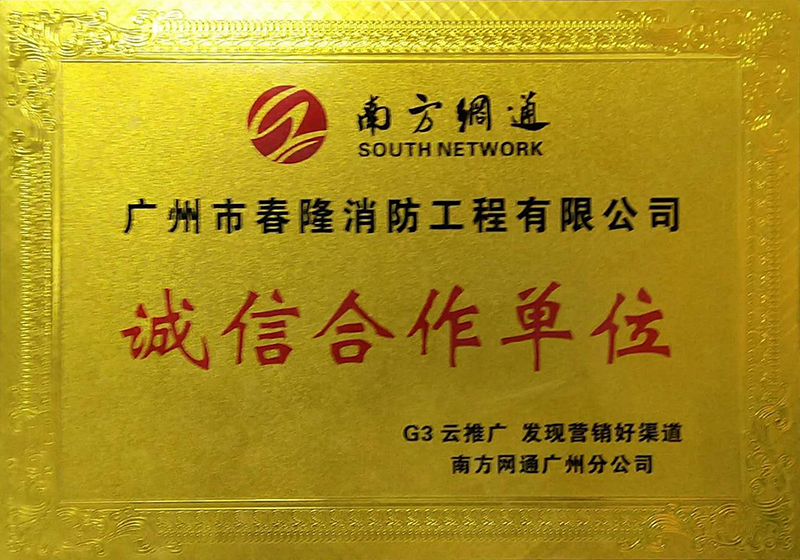 南方網通
SOUTH NETWORK
广州市春隆消防工程有限公司
诚信合作单位
G3 云推广 发现营销好渠道
南方网通广州分公司